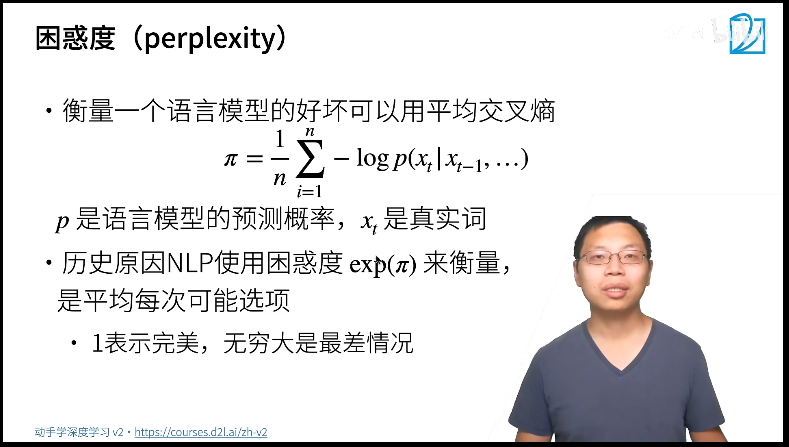 困惑度（perplexity）
• 衡量一个语言模型的好坏可以用平均交叉熵
π = \frac{1}{n} \sum_{i=1}^{n} − log p(x_t | x_{t−1}, …)
p 是语言模型的预测概率，x_t 是真实词
• 历史原因NLP使用困惑度 exp(π) 来衡量，
是平均每次可能选项
• 1表示完美，无穷大是最差情况
动手学深度学习 v2 • https://courses.d2l.ai/zh-v2